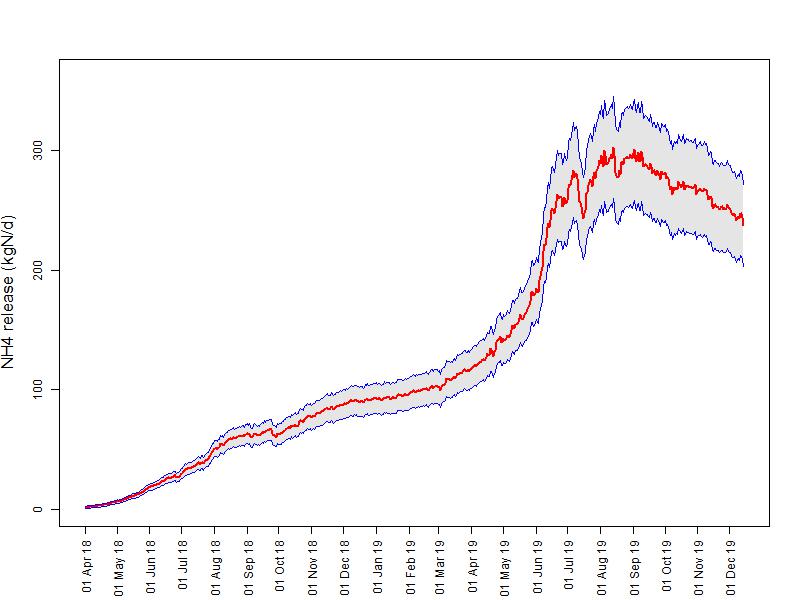 NH4 release (kgN/d)
300
200
100
0
01 Apr 18
01 May 18
01 Jun 18
01 Jul 18
01 Aug 18
01 Sep 18
01 Oct 18
01 Nov 18
01 Dec 18
01 Jan 19
01 Feb 19
01 Mar 19
01 Apr 19
01 May 19
01 Jun 19
01 Jul 19
01 Aug 19
01 Sep 19
01 Oct 19
01 Nov 19
01 Dec 19